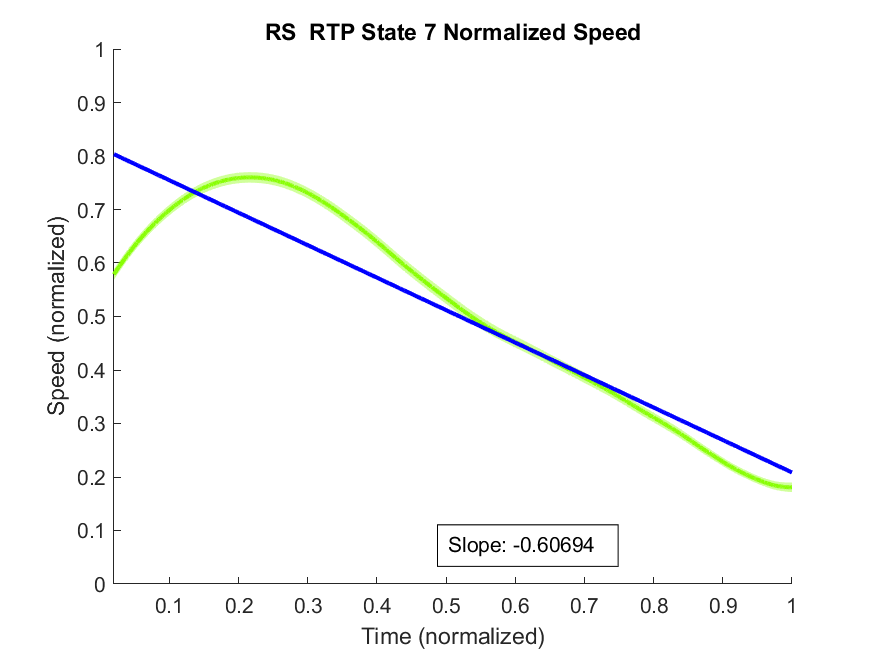 RS  RTP State 7 Normalized Speed
1
0.9
0.8
0.7
0.6
0.5
0.4
0.3
0.2
0.1
0
Speed (normalized)
Slope: -0.60694
0.1 0.2 0.3 0.4 0.5 0.6 0.7 0.8 0.9 1
Time (normalized)